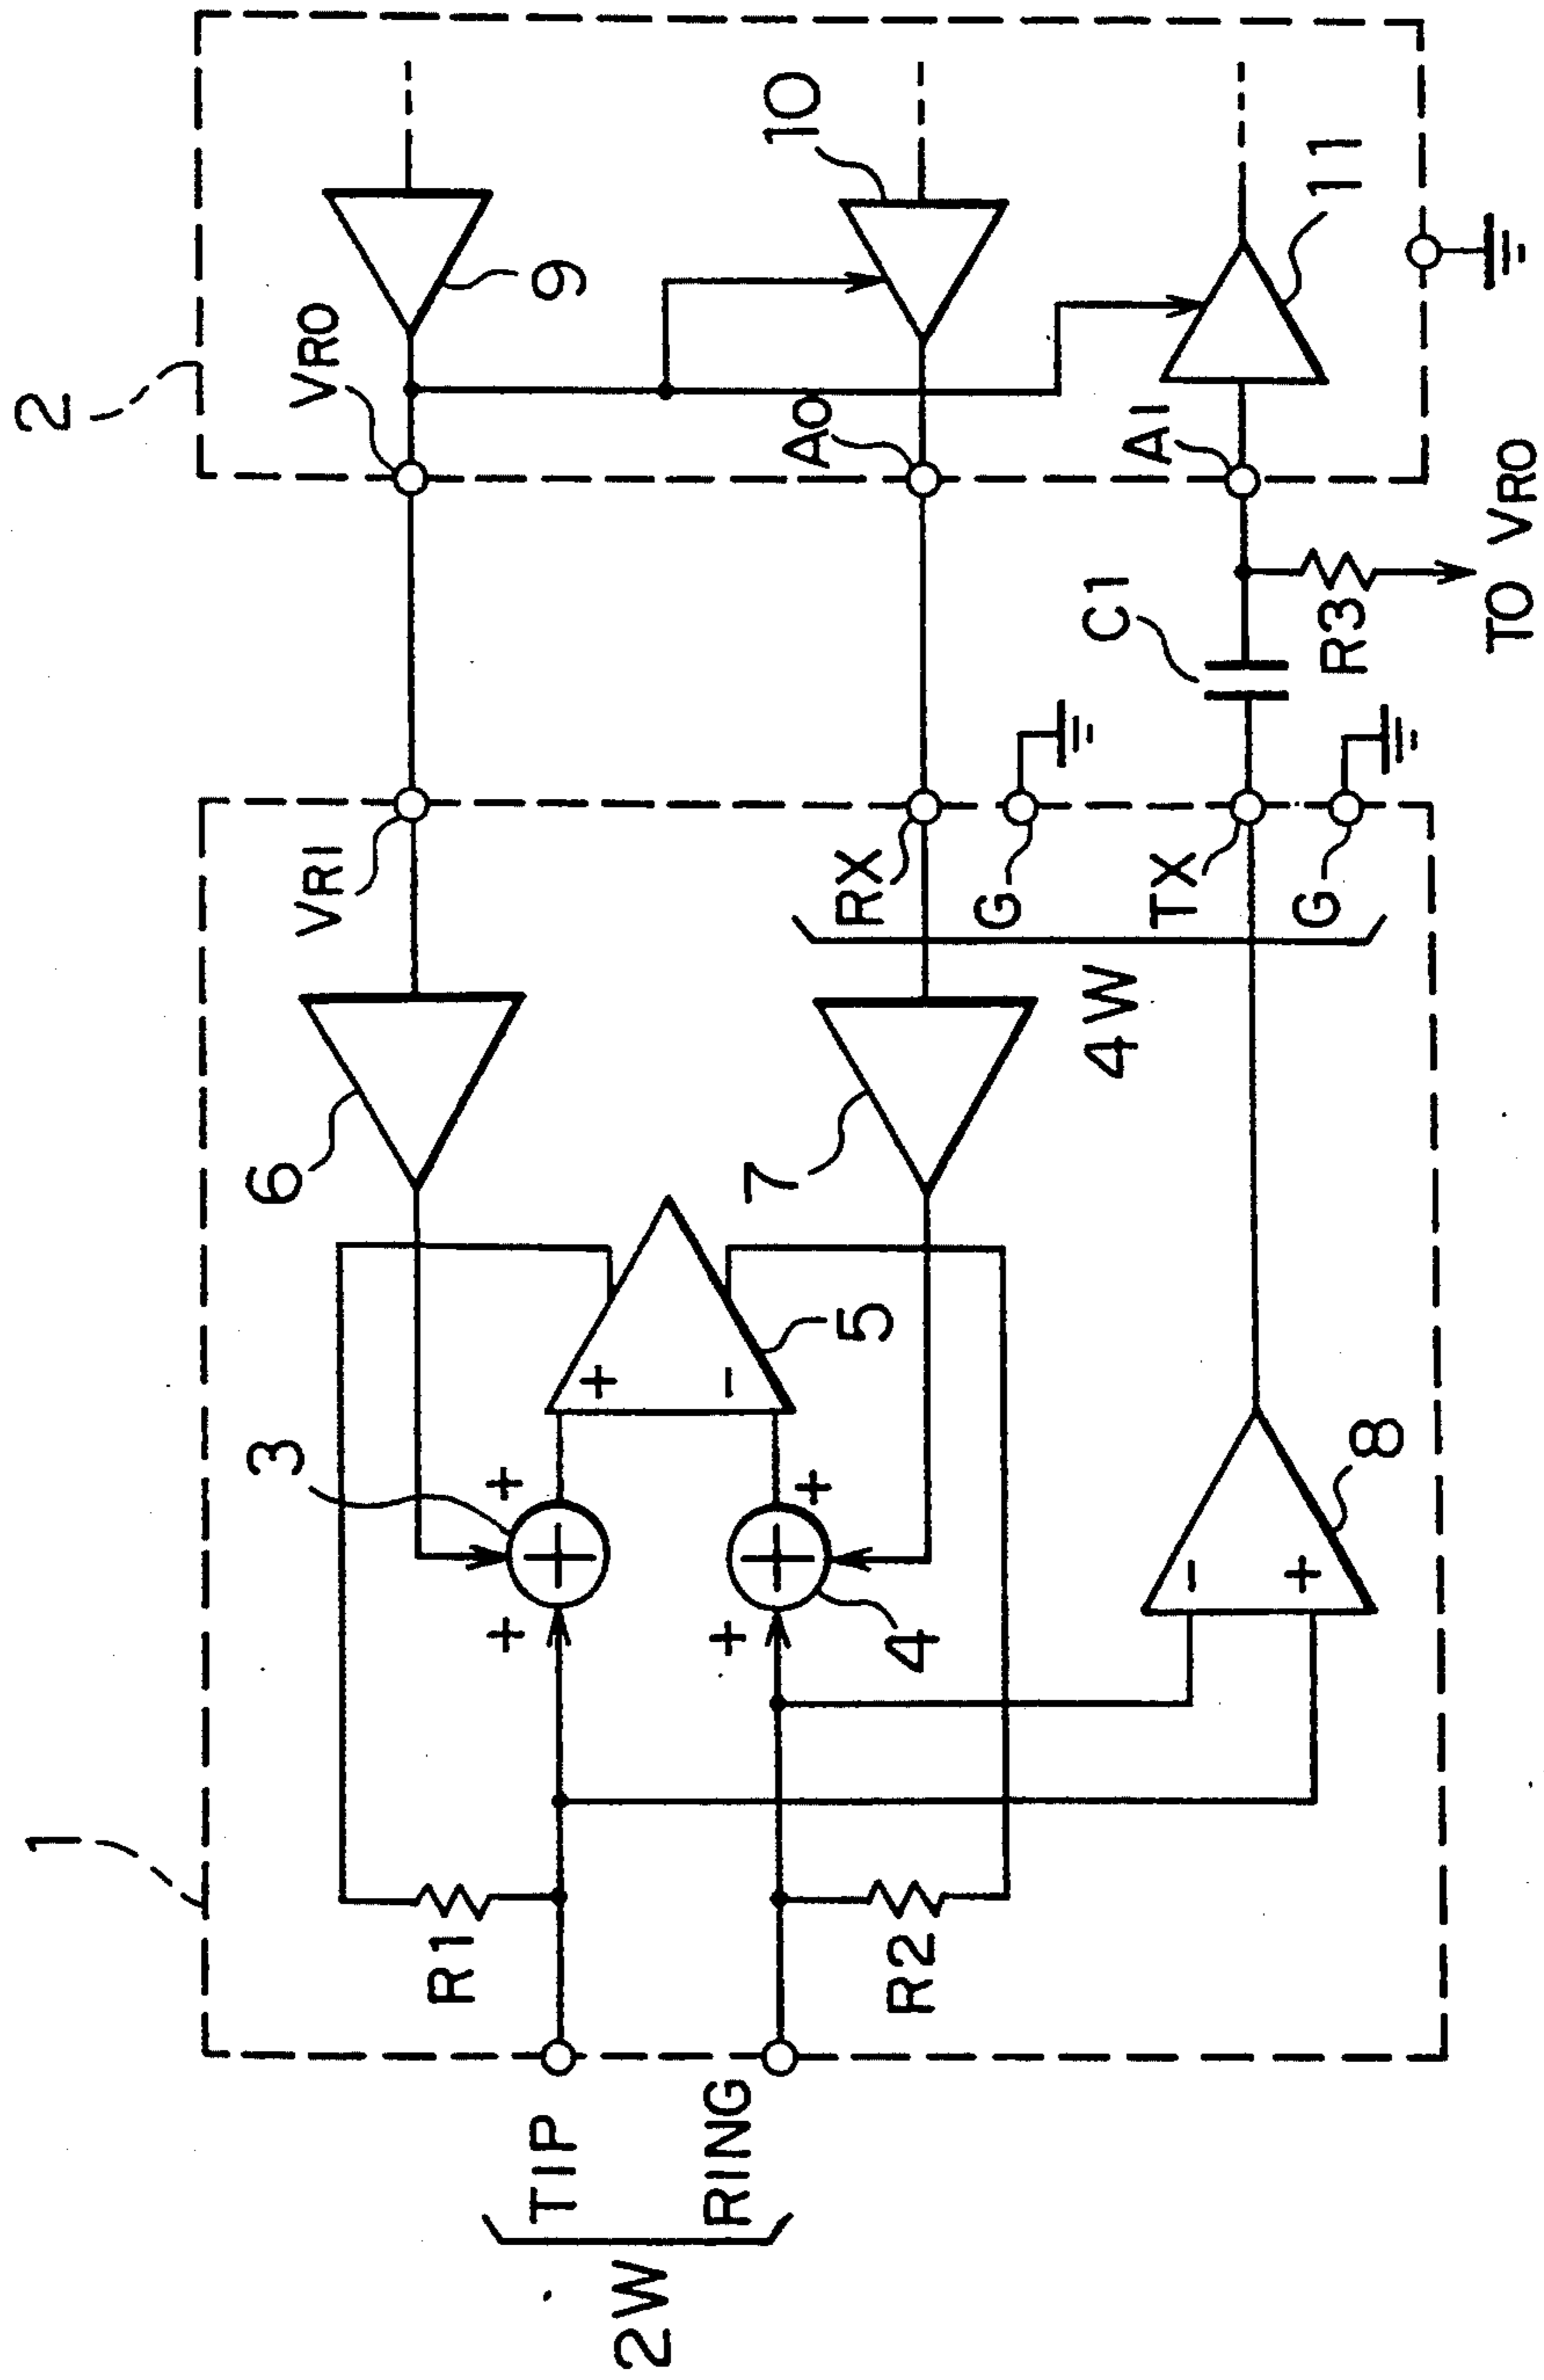 1
2
6
VRI
VRO
9
3
R1
+
+
+
5
-
TIP
2W
RING
+
+
4
7
RX
AO
10
R2
G
4W
-
+
8
TX
G
C1
R3
TO VRO
AI
11